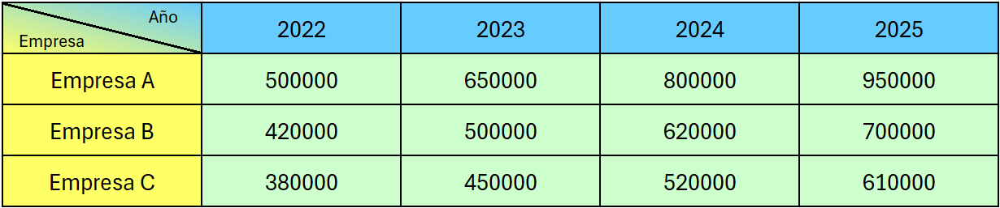 Año
Empresa
2022 2023 2024 2025
Empresa A 500000 650000 800000 950000
Empresa B 420000 500000 620000 700000
Empresa C 380000 450000 520000 610000